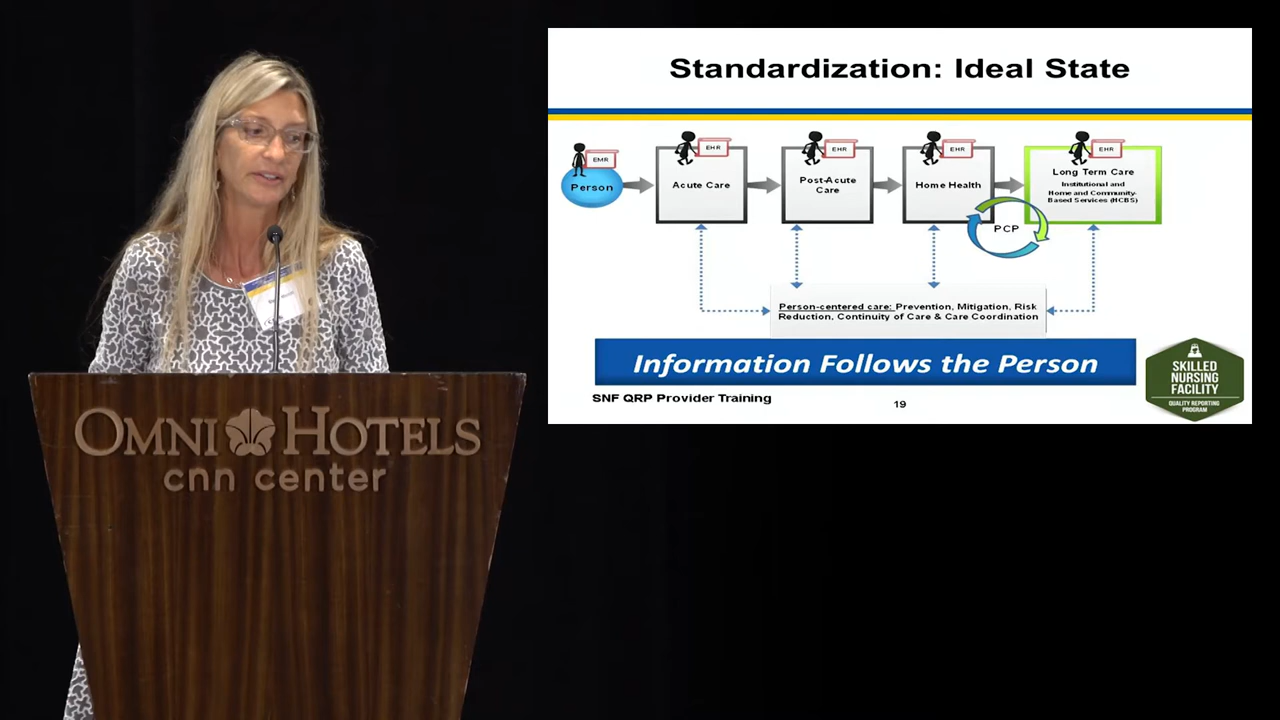 Standardization: Ideal State
EMR
EHR
EHR
EHR
EHR
Person
Acute Care
Post-Acute
Care
Home Health
Long Term Care
Institutional and
Home and Community-
Based Services (HCBS)
PCP
Person-centered care: Prevention, Mitigation, Risk
Reduction, Continuity of Care & Care Coordination
Information Follows the Person
SNF QRP Provider Training
19
SKILLED
NURSING
FACILITY
QUALITY REPORTING
PROGRAM
OMNI HOTELS
cnn center